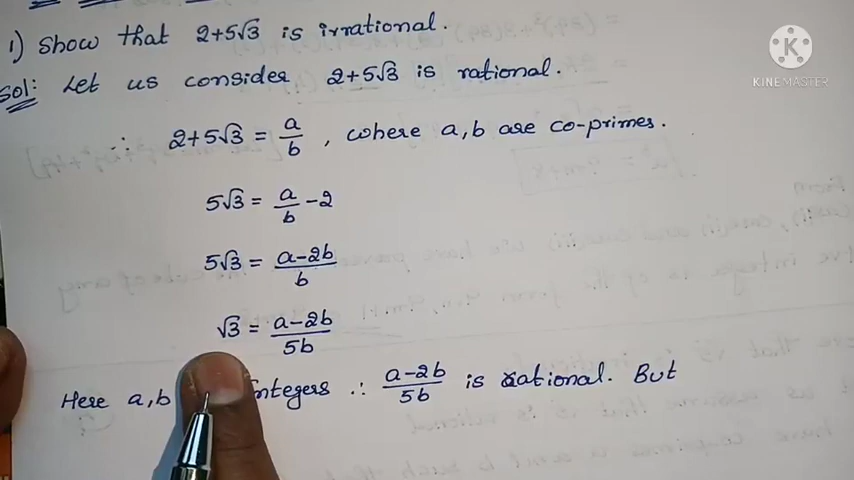 1) Show that 2+5√3 is irrational.
Sol: Let us consider 2+5√3 is rational.
∴ 2+5√3 = a/b , where a,b are co-primes.
5√3 = a/b - 2
5√3 = (a-2b)/b
√3 = (a-2b)/5b
Here a,b integers ∴ (a-2b)/5b is rational. But
K
KINEMASTER